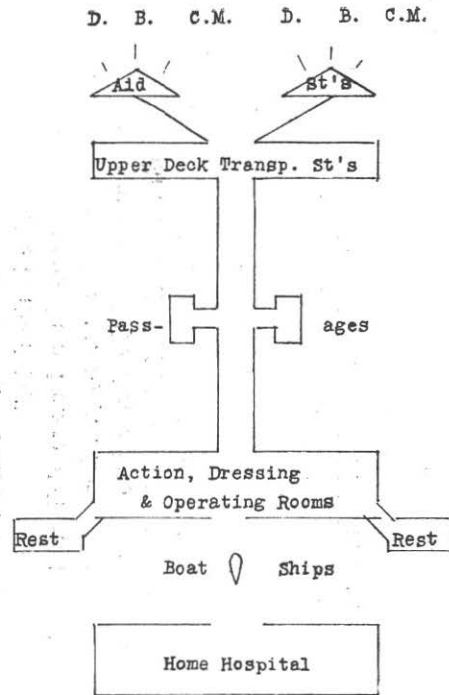 D. B. C.M. D. B. C.M.
Aid St's
Upper Deck Transp. St's
Pass- ages
Action, Dressing
& Operating Rooms
Rest Rest
Boat Ships
Home Hospital